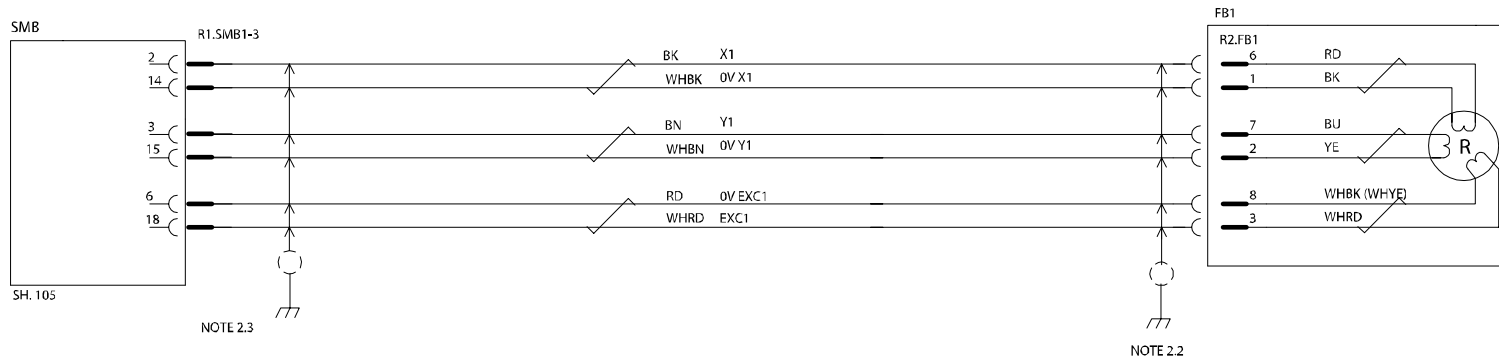 FB1
SMB
R1.SMB1-3
R2.FB1
2 BK X1 6 RD
14 WHBK 0V X1 1 BK
3 BN Y1 7 BU
15 WHBN 0V Y1 2 YE
R
6 RD 0V EXC1 8 WHBK (WHYE)
18 WHRD EXC1 3 WHRD
SH. 105
NOTE 2.3
NOTE 2.2